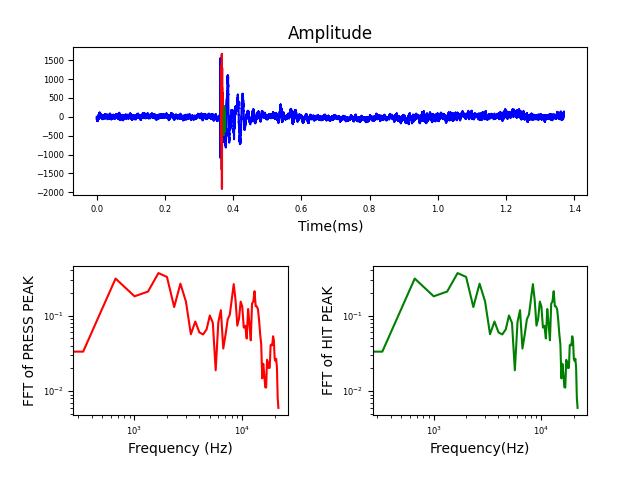 Amplitude
1500
1000
500
0
−500
−1000
−1500
−2000
0.0 0.2 0.4 0.6 0.8 1.0 1.2 1.4
Time(ms)
FFT of PRESS PEAK
10⁻¹
10⁻²
10³ 10⁴
Frequency (Hz)
FFT of HIT PEAK
10⁻¹
10⁻²
10³ 10⁴
Frequency(Hz)